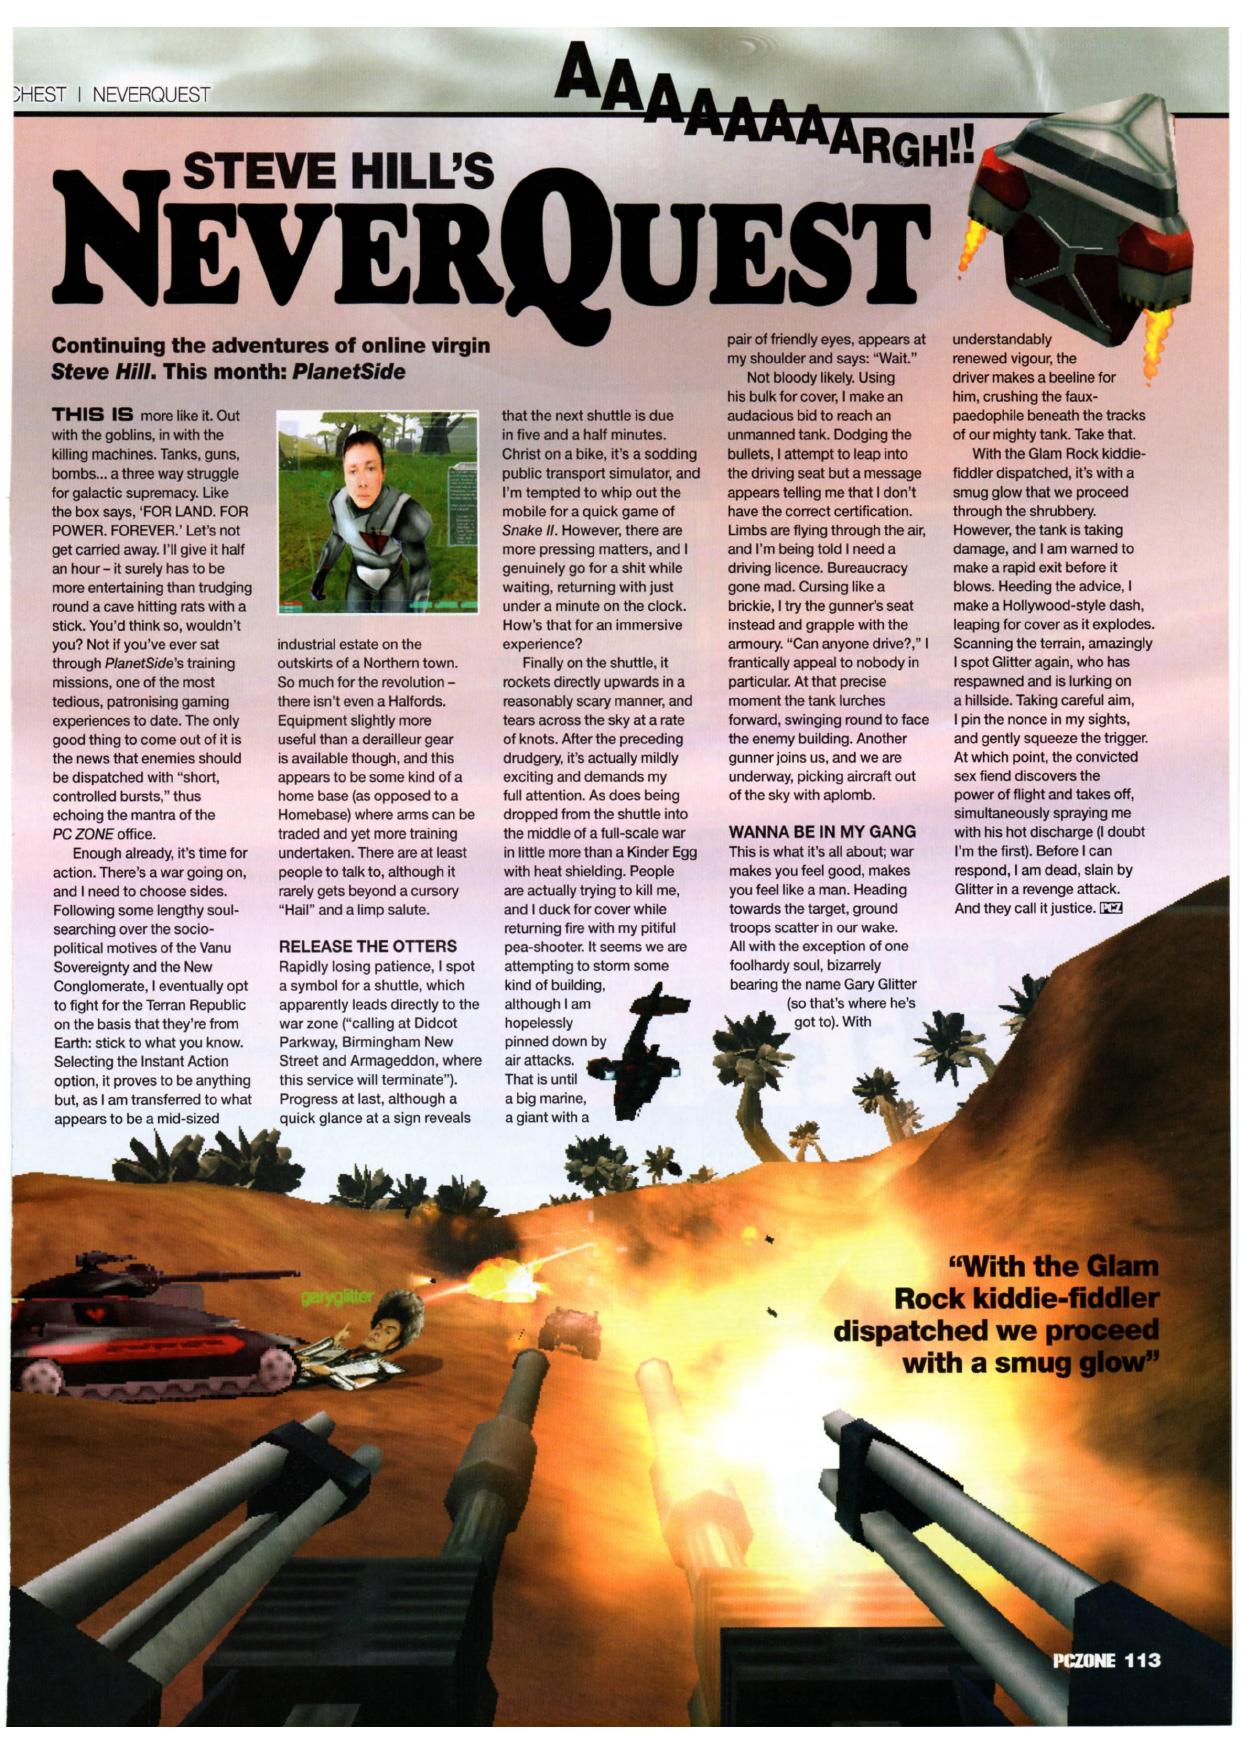 CHEST | NEVERQUEST
AAAAAAAAARGH!!
STEVE HILL'S
NEVERQUEST
Continuing the adventures of online virgin
Steve Hill. This month: PlanetSide
THIS IS more like it. Out
with the goblins, in with the
killing machines. Tanks, guns,
bombs... a three way struggle
for galactic supremacy. Like
the box says, 'FOR LAND. FOR
POWER. FOREVER.' Let's not
get carried away. I'll give it half
an hour – it surely has to be
more entertaining than trudging
round a cave hitting rats with a
stick. You'd think so, wouldn't
you? Not if you've ever sat
through PlanetSide's training
missions, one of the most
tedious, patronising gaming
experiences to date. The only
good thing to come out of it is
the news that enemies should
be dispatched with "short,
controlled bursts," thus
echoing the mantra of the
PC ZONE office.
Enough already, it's time for
action. There's a war going on,
and I need to choose sides.
Following some lengthy soul-
searching over the socio-
political motives of the Vanu
Sovereignty and the New
Conglomerate, I eventually opt
to fight for the Terran Republic
on the basis that they're from
Earth: stick to what you know.
Selecting the Instant Action
option, it proves to be anything
but, as I am transferred to what
appears to be a mid-sized
industrial estate on the
outskirts of a Northern town.
So much for the revolution –
there isn't even a Halfords.
Equipment slightly more
useful than a derailleur gear
is available though, and this
appears to be some kind of a
home base (as opposed to a
Homebase) where arms can be
traded and yet more training
undertaken. There are at least
people to talk to, although it
rarely gets beyond a cursory
"Hail" and a limp salute.
RELEASE THE OTTERS
Rapidly losing patience, I spot
a symbol for a shuttle, which
apparently leads directly to the
war zone ("calling at Didcot
Parkway, Birmingham New
Street and Armageddon, where
this service will terminate").
Progress at last, although a
quick glance at a sign reveals
that the next shuttle is due
in five and a half minutes.
Christ on a bike, it's a sodding
public transport simulator, and
I'm tempted to whip out the
mobile for a quick game of
Snake II. However, there are
more pressing matters, and I
genuinely go for a shit while
waiting, returning with just
under a minute on the clock.
How's that for an immersive
experience?
Finally on the shuttle, it
rockets directly upwards in a
reasonably scary manner, and
tears across the sky at a rate
of knots. After the preceding
drudgery, it's actually mildly
exciting and demands my
full attention. As does being
dropped from the shuttle into
the middle of a full-scale war
in little more than a Kinder Egg
with heat shielding. People
are actually trying to kill me,
and I duck for cover while
returning fire with my pitiful
pea-shooter. It seems we are
attempting to storm some
kind of building,
although I am
hopelessly
pinned down by
air attacks.
That is until
a big marine,
a giant with a
pair of friendly eyes, appears at
my shoulder and says: "Wait."
Not bloody likely. Using
his bulk for cover, I make an
audacious bid to reach an
unmanned tank. Dodging the
bullets, I attempt to leap into
the driving seat but a message
appears telling me that I don't
have the correct certification.
Limbs are flying through the air,
and I'm being told I need a
driving licence. Bureaucracy
gone mad. Cursing like a
brickie, I try the gunner's seat
instead and grapple with the
armoury. "Can anyone drive?," I
frantically appeal to nobody in
particular. At that precise
moment the tank lurches
forward, swinging round to face
the enemy building. Another
gunner joins us, and we are
underway, picking aircraft out
of the sky with aplomb.
WANNA BE IN MY GANG
This is what it's all about; war
makes you feel good, makes
you feel like a man. Heading
towards the target, ground
troops scatter in our wake.
All with the exception of one
foolhardy soul, bizarrely
bearing the name Gary Glitter
(so that's where he's
got to). With
understandably
renewed vigour, the
driver makes a beeline for
him, crushing the faux-
paedophile beneath the tracks
of our mighty tank. Take that.
With the Glam Rock kiddie-
fiddler dispatched, it's with a
smug glow that we proceed
through the shrubbery.
However, the tank is taking
damage, and I am warned to
make a rapid exit before it
blows. Heeding the advice, I
make a Hollywood-style dash,
leaping for cover as it explodes.
Scanning the terrain, amazingly
I spot Glitter again, who has
respawned and is lurking on
a hillside. Taking careful aim,
I pin the nonce in my sights,
and gently squeeze the trigger.
At which point, the convicted
sex fiend discovers the
power of flight and takes off,
simultaneously spraying me
with his hot discharge (I doubt
I'm the first). Before I can
respond, I am dead, slain by
Glitter in a revenge attack.
And they call it justice. PCZ
garyglitter
"With the Glam
Rock kiddie-fiddler
dispatched we proceed
with a smug glow"
PCZONE 113